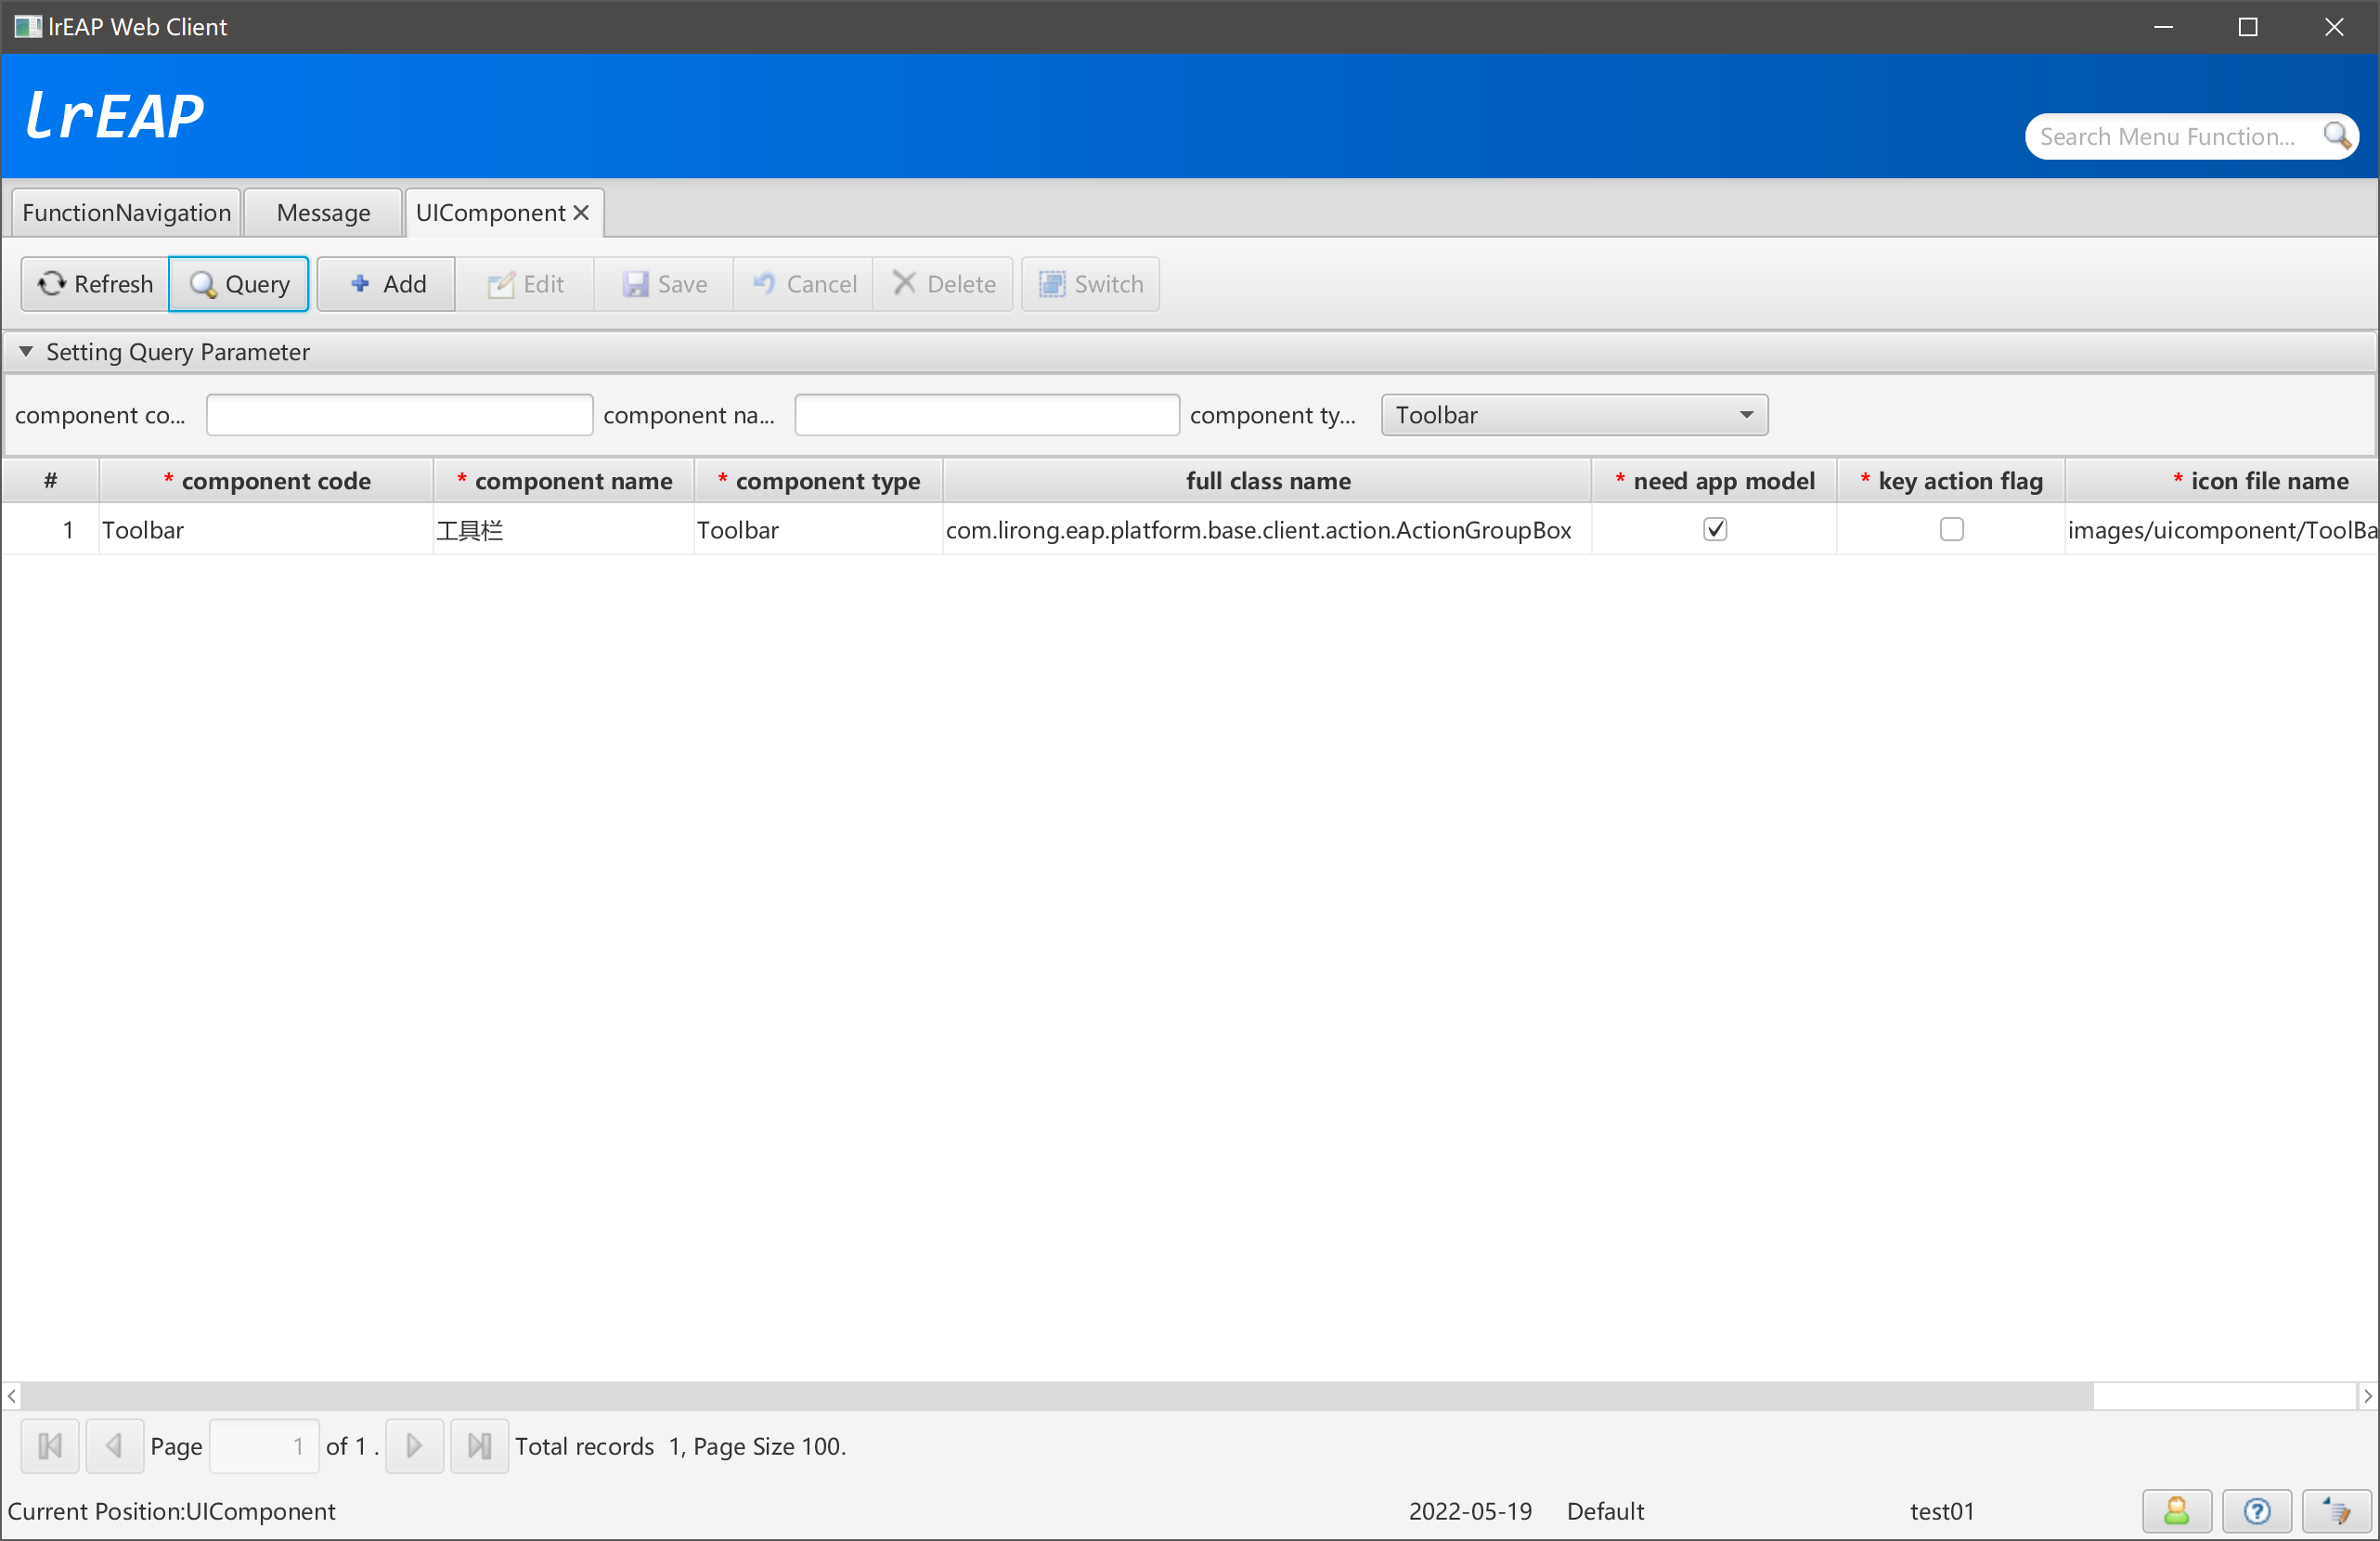 lrEAP Web Client
lrEAP
Search Menu Function...
FunctionNavigation Message UIComponent
Refresh Query Add Edit Save Cancel Delete Switch
Setting Query Parameter
component co... component na... component ty... Toolbar
# * component code * component name * component type full class name * need app model * key action flag * icon file name
1 Toolbar 工具栏 Toolbar com.lirong.eap.platform.base.client.action.ActionGroupBox images/uicomponent/ToolBa
Page 1 of 1 . Total records 1, Page Size 100.
Current Position:UIComponent 2022-05-19 Default test01